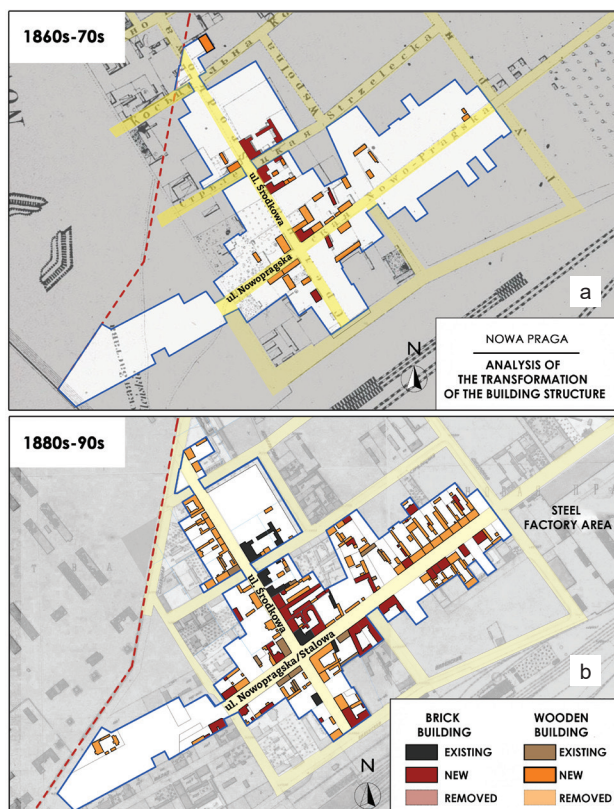 1860s-70s
ul. Środkowa
ul. Nowopragska
a
NOWA PRAGA
ANALYSIS OF
THE TRANSFORMATION
OF THE BUILDING STRUCTURE
N
1880s-90s
STEEL
FACTORY AREA
ul. Środkowa
ul. Nowopragska/Stalowa
b
N
BRICK
BUILDING
EXISTING
NEW
REMOVED
WOODEN
BUILDING
EXISTING
NEW
REMOVED